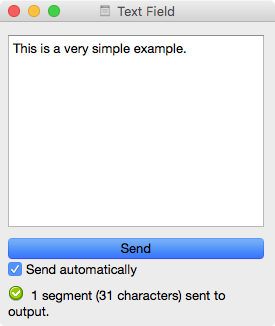 Text Field
This is a very simple example.
Send
Send automatically
1 segment (31 characters) sent to
output.